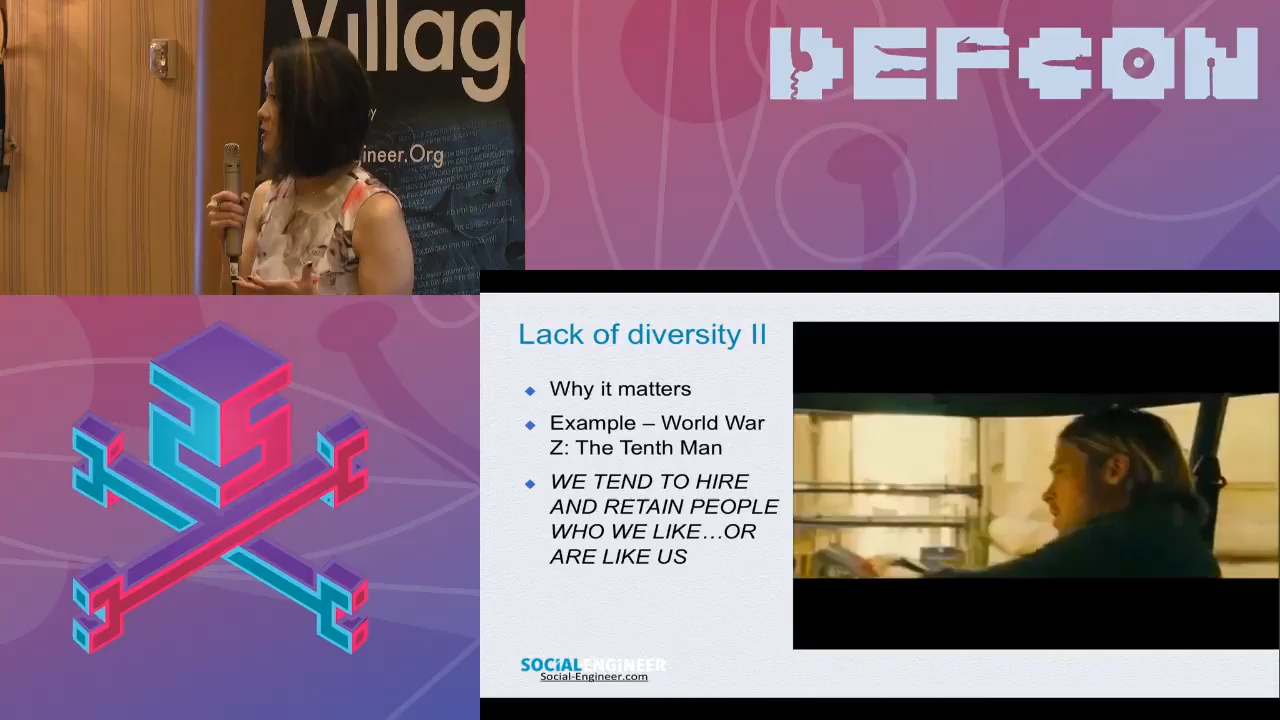 Village
by
ineer.Org
DEFCON
Lack of diversity II
Why it matters
Example – World War
Z: The Tenth Man
WE TEND TO HIRE
AND RETAIN PEOPLE
WHO WE LIKE…OR
ARE LIKE US
SOCIAL-ENGINEER
Social-Engineer.com